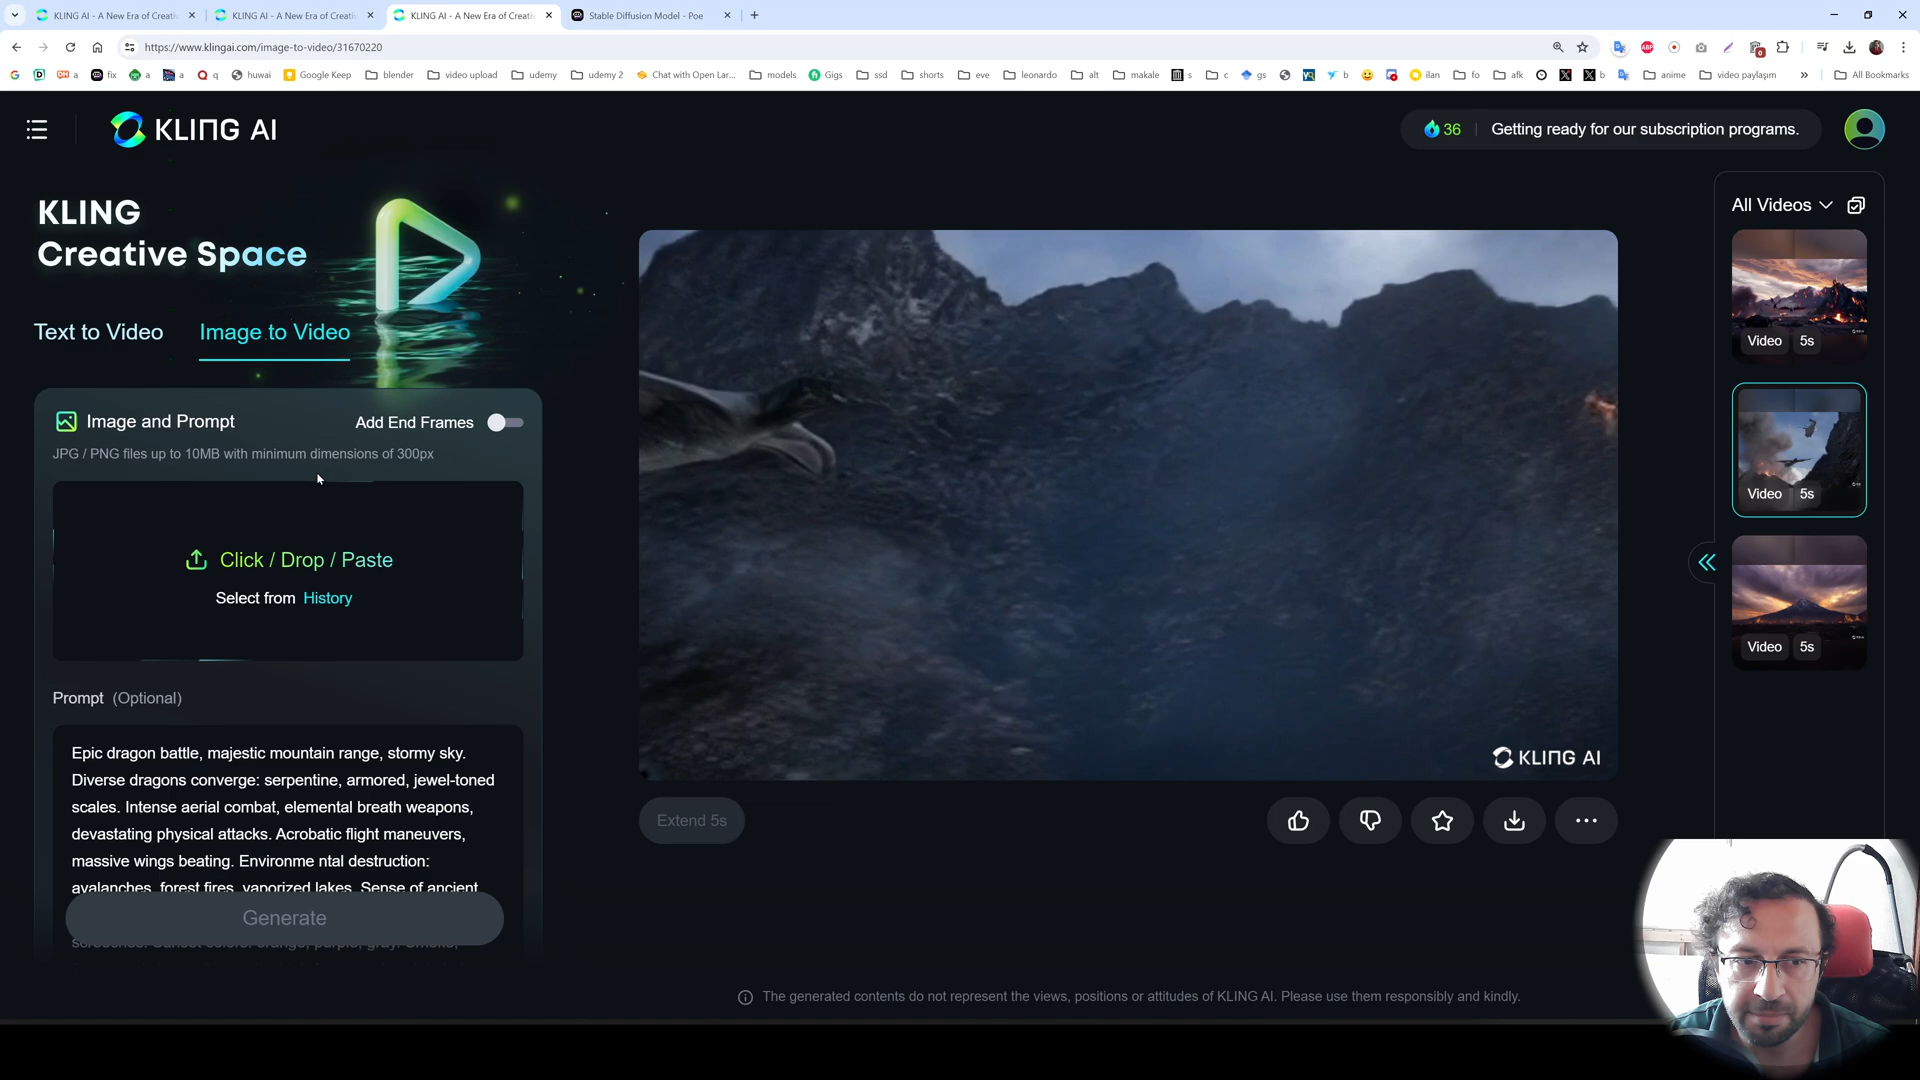 KLING AI - A New Era of Creati
KLING AI - A New Era of Creati
KLING AI - A New Era of Creati
Stable Diffusion Model - Poe
https://www.klingai.com/image-to-video/31670220
a
fix
a
a
q
huwai
Google Keep
blender
video upload
udemy
udemy 2
Chat with Open Lar...
models
Gigs
ssd
shorts
eve
leonardo
alt
makale
s
c
gs
b
ilan
fo
afk
b
anime
video paylaşım
All Bookmarks
KLING AI
36
Getting ready for our subscription programs.
KLING
Creative Space
Text to Video
Image to Video
Image and Prompt
Add End Frames
JPG / PNG files up to 10MB with minimum dimensions of 300px
Click / Drop / Paste
Select from History
Prompt (Optional)
Epic dragon battle, majestic mountain range, stormy sky.
Diverse dragons converge: serpentine, armored, jewel-toned
scales. Intense aerial combat, elemental breath weapons,
devastating physical attacks. Acrobatic flight maneuvers,
massive wings beating. Environme ntal destruction:
avalanches, forest fires, vaporized lakes. Sense of ancient
Generate
KLING AI
Extend 5s
All Videos
Video 5s
Video 5s
Video 5s
The generated contents do not represent the views, positions or attitudes of KLING AI. Please use them responsibly and kindly.